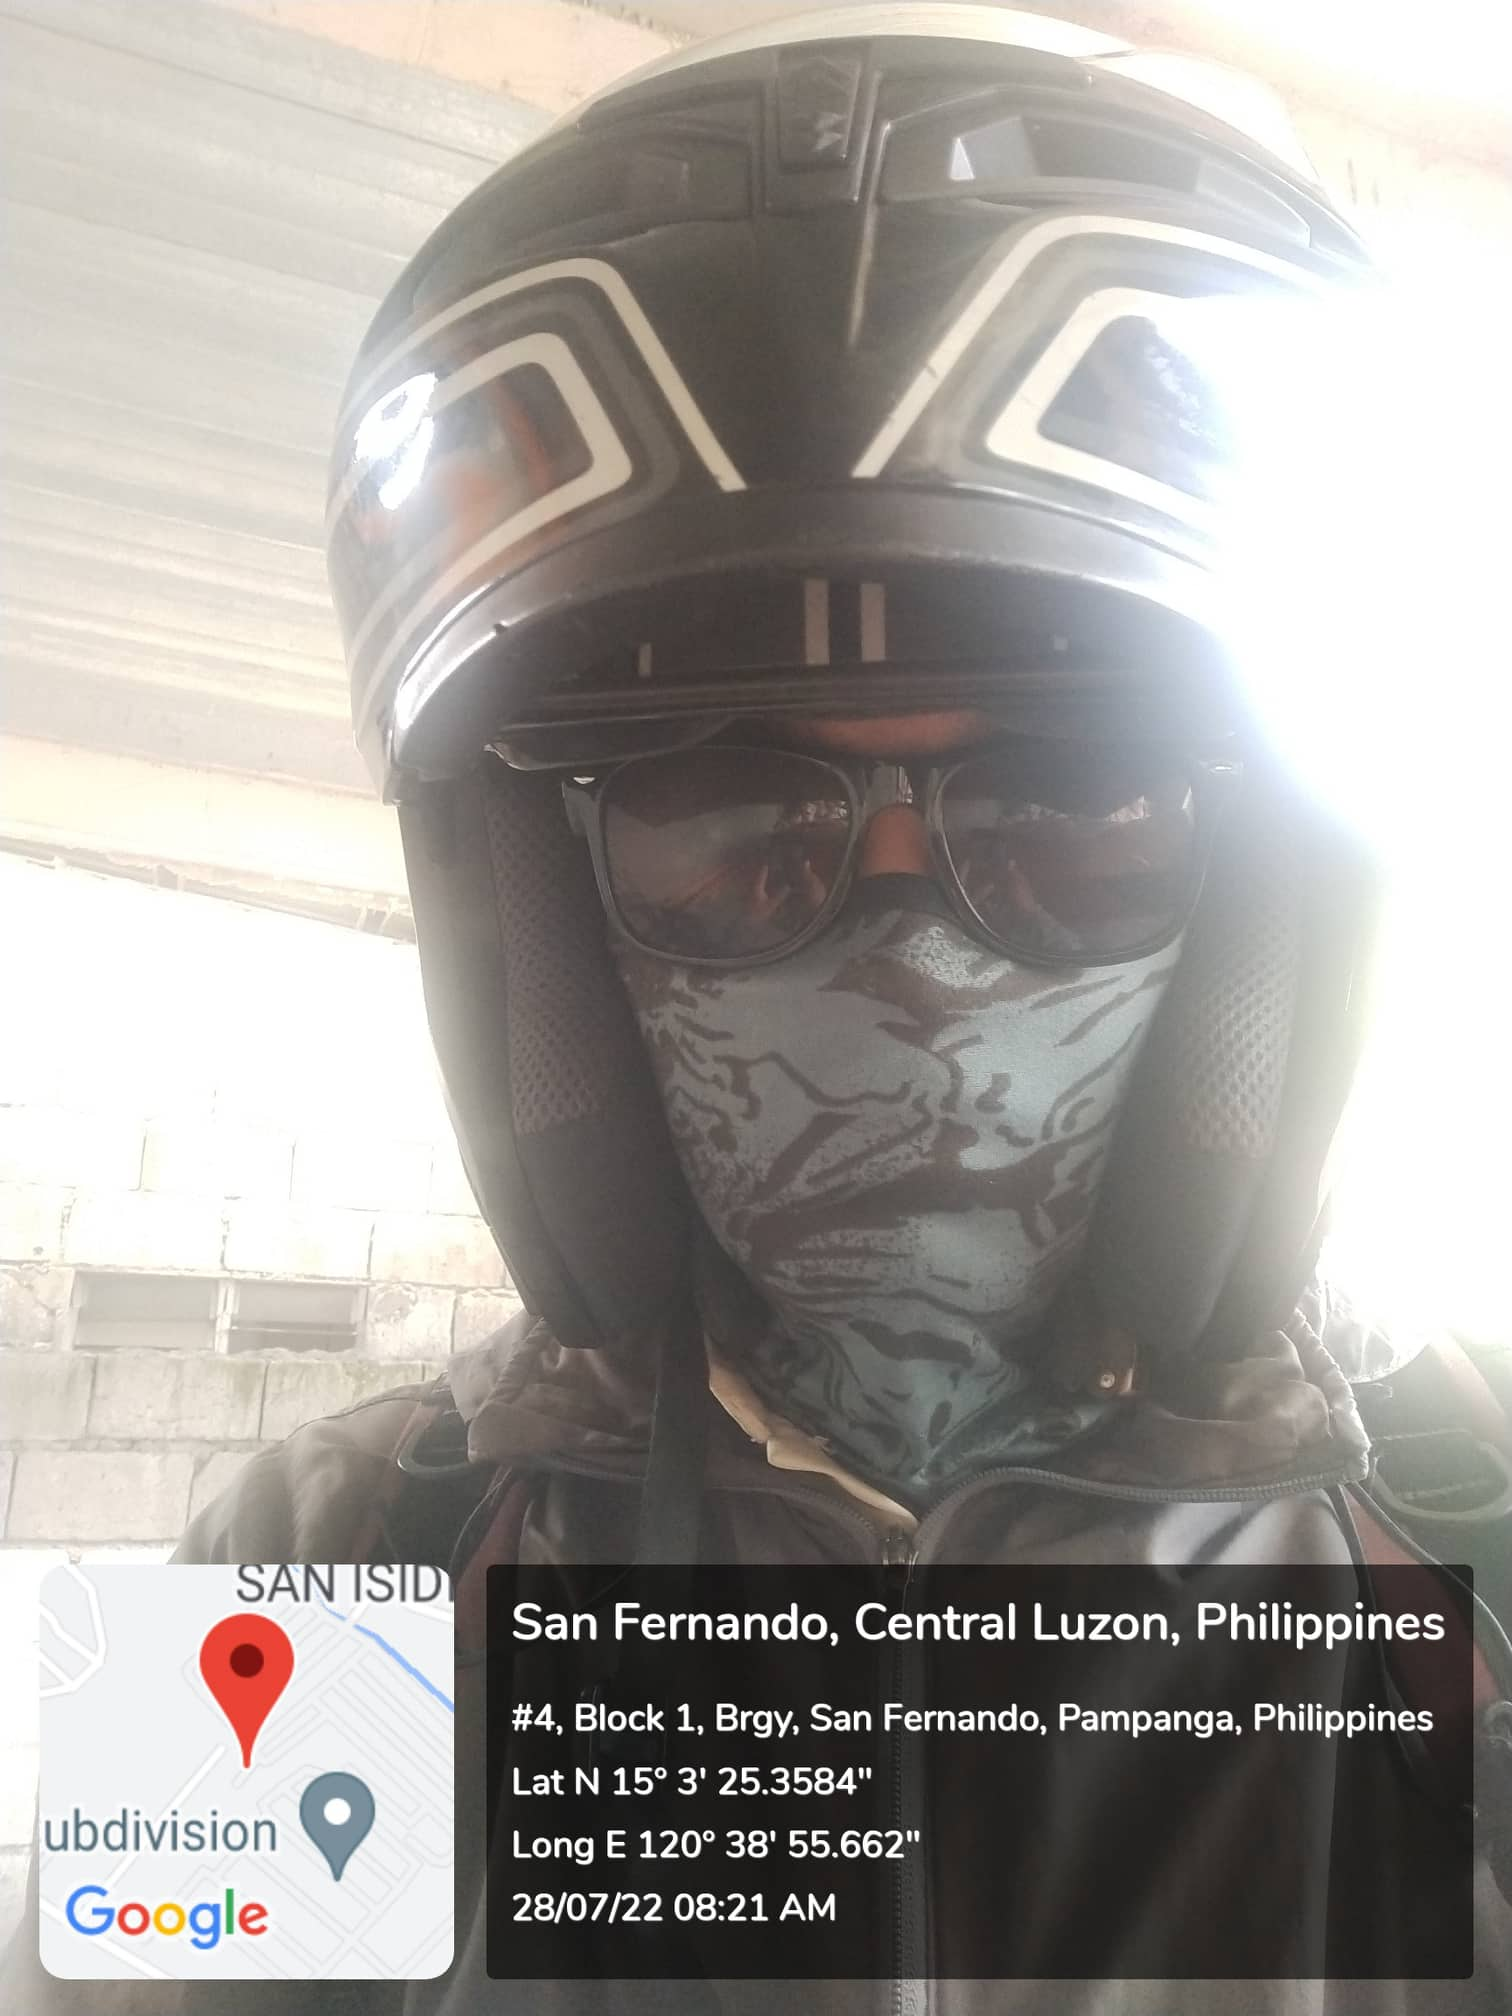 SAN ISID
ubdivision
Google
San Fernando, Central Luzon, Philippines
#4, Block 1, Brgy, San Fernando, Pampanga, Philippines
Lat N 15° 3' 25.3584"
Long E 120° 38' 55.662"
28/07/22 08:21 AM